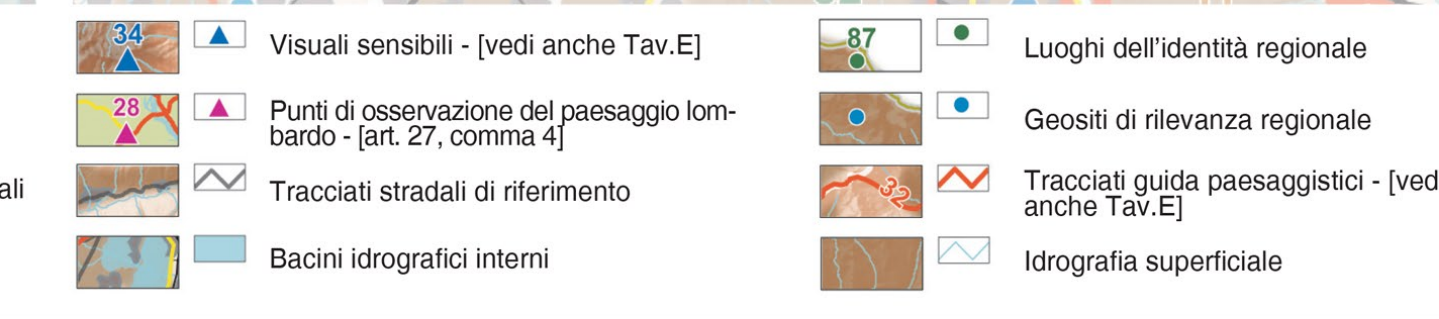 34
Visuali sensibili - [vedi anche Tav.E]
28
Punti di osservazione del paesaggio lom-
bardo - [art. 27, comma 4]
ali
Tracciati stradali di riferimento
Bacini idrografici interni
87
Luoghi dell'identità regionale
Geositi di rilevanza regionale
32
Tracciati guida paesaggistici - [ved
anche Tav.E]
Idrografia superficiale